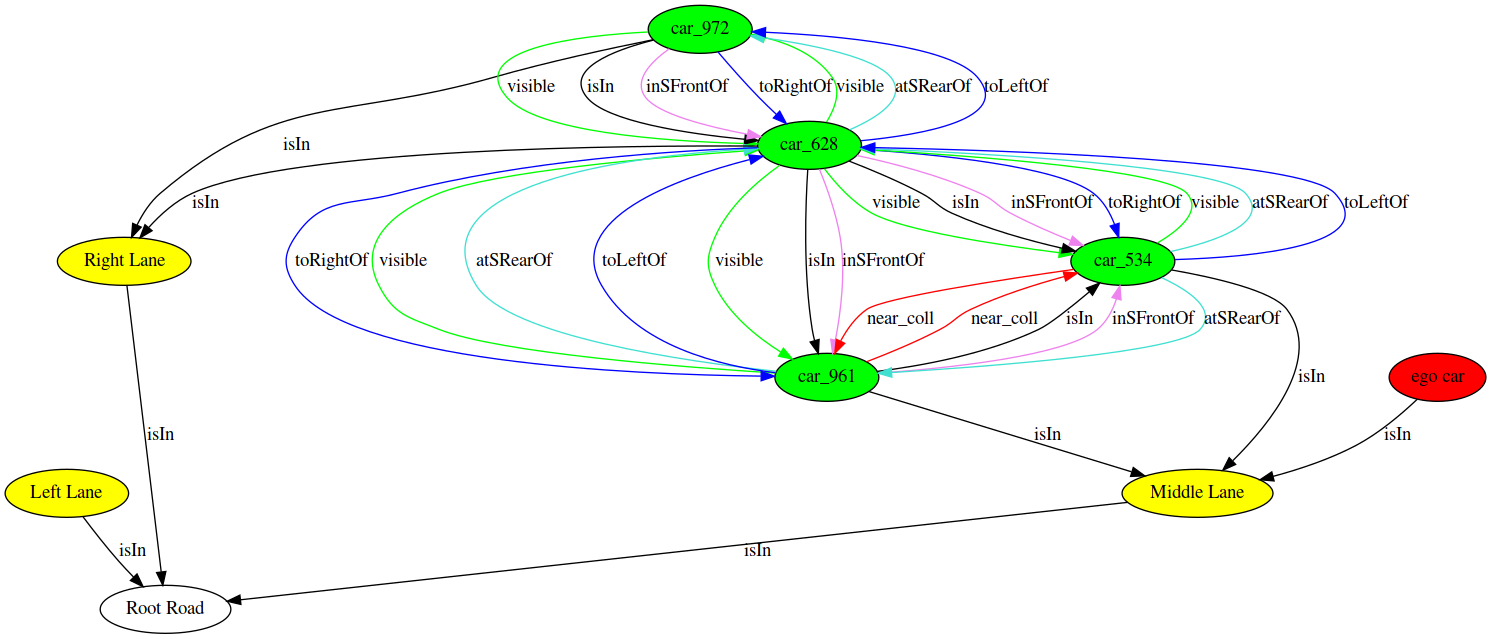 car_972
visible
isIn
inSFrontOf
toRightOf
visible
atSRearOf
toLeftOf
isIn
car_628
isIn
visible
isIn
inSFrontOf
toRightOf
visible
atSRearOf
toLeftOf
Right Lane
toRightOf
visible
atSRearOf
toLeftOf
visible
isIn
inSFrontOf
car_534
near_coll
near_coll
isIn
inSFrontOf
atSRearOf
car_961
isIn
ego car
isIn
isIn
isIn
Left Lane
Middle Lane
isIn
isIn
Root Road